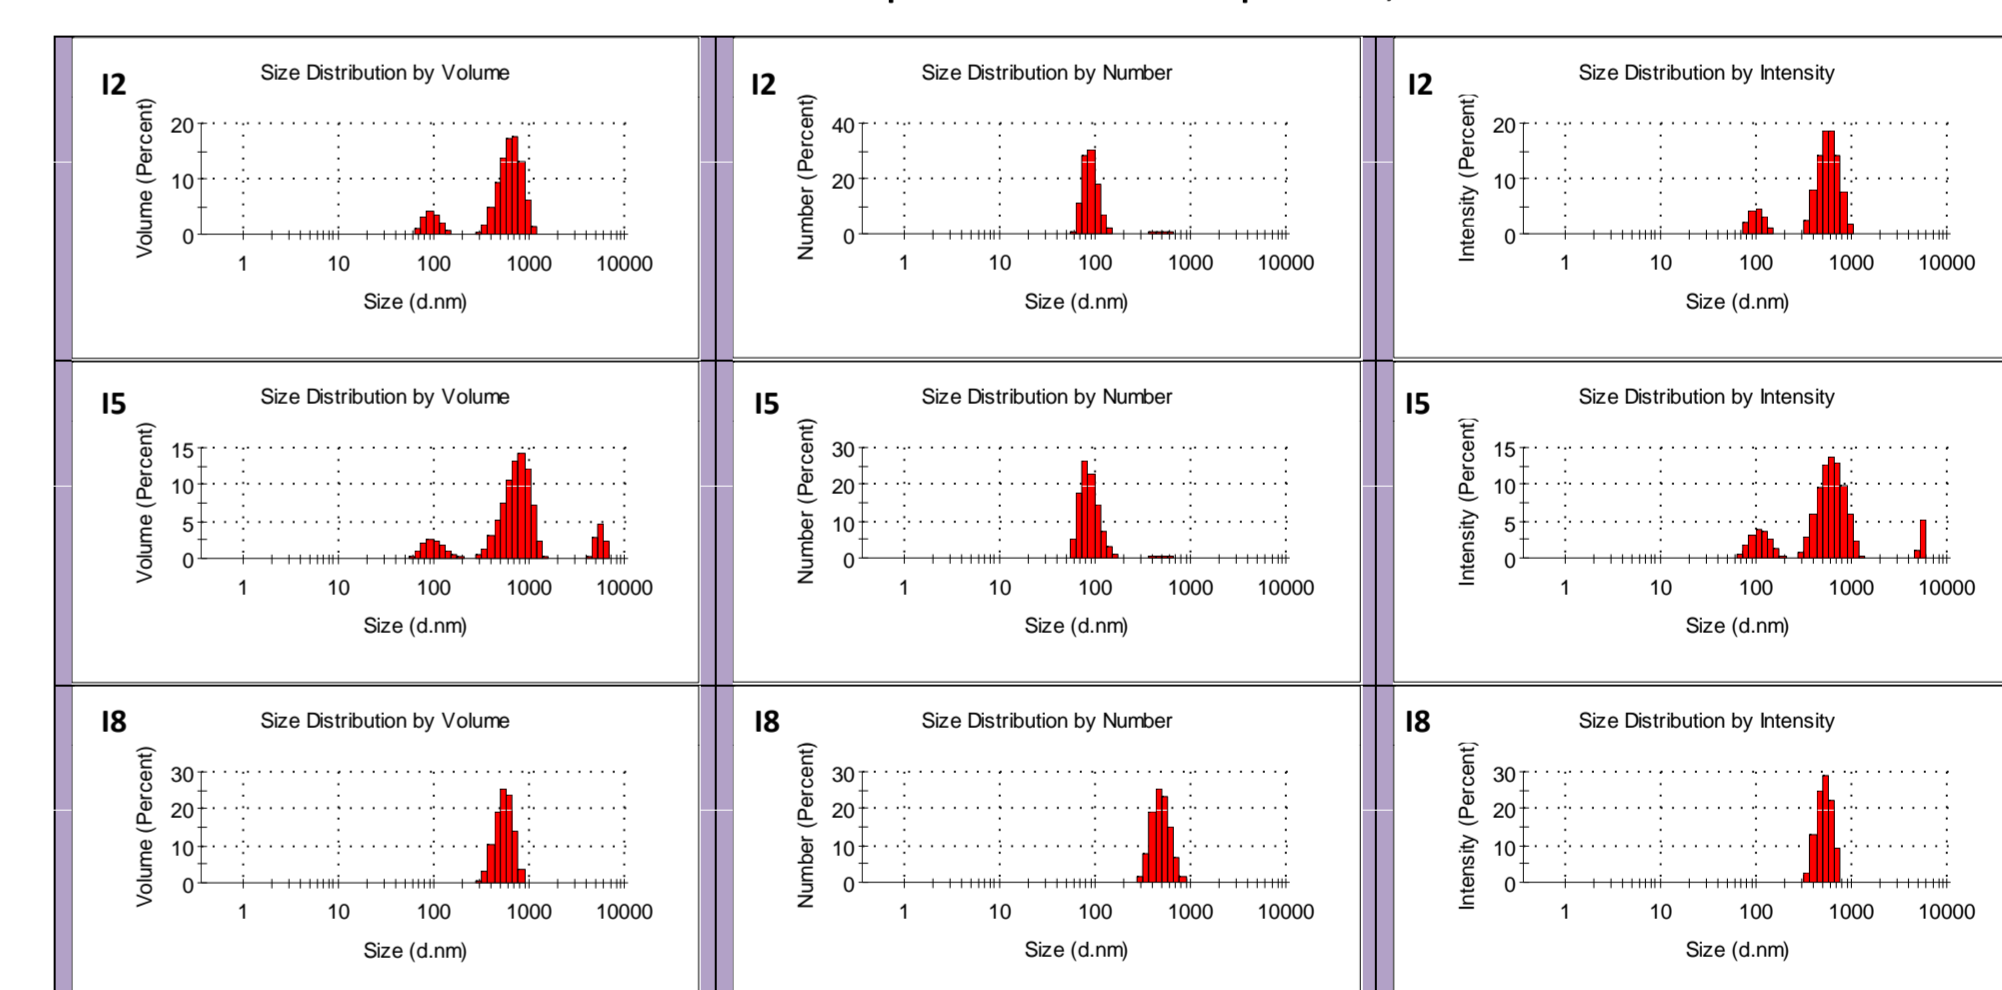 I2
Size Distribution by Volume
Volume (Percent)
20
10
0
1 10 100 1000 10000
Size (d.nm)
I2
Size Distribution by Number
Number (Percent)
40
20
0
1 10 100 1000 10000
Size (d.nm)
I2
Size Distribution by Intensity
Intensity (Percent)
20
10
0
1 10 100 1000 10000
Size (d.nm)
I5
Size Distribution by Volume
Volume (Percent)
15
10
5
0
1 10 100 1000 10000
Size (d.nm)
I5
Size Distribution by Number
Number (Percent)
30
20
10
0
1 10 100 1000 10000
Size (d.nm)
I5
Size Distribution by Intensity
Intensity (Percent)
15
10
5
0
1 10 100 1000 10000
Size (d.nm)
I8
Size Distribution by Volume
Volume (Percent)
30
20
10
0
1 10 100 1000 10000
Size (d.nm)
I8
Size Distribution by Number
Number (Percent)
30
20
10
0
1 10 100 1000 10000
Size (d.nm)
I8
Size Distribution by Intensity
Intensity (Percent)
30
20
10
0
1 10 100 1000 10000
Size (d.nm)